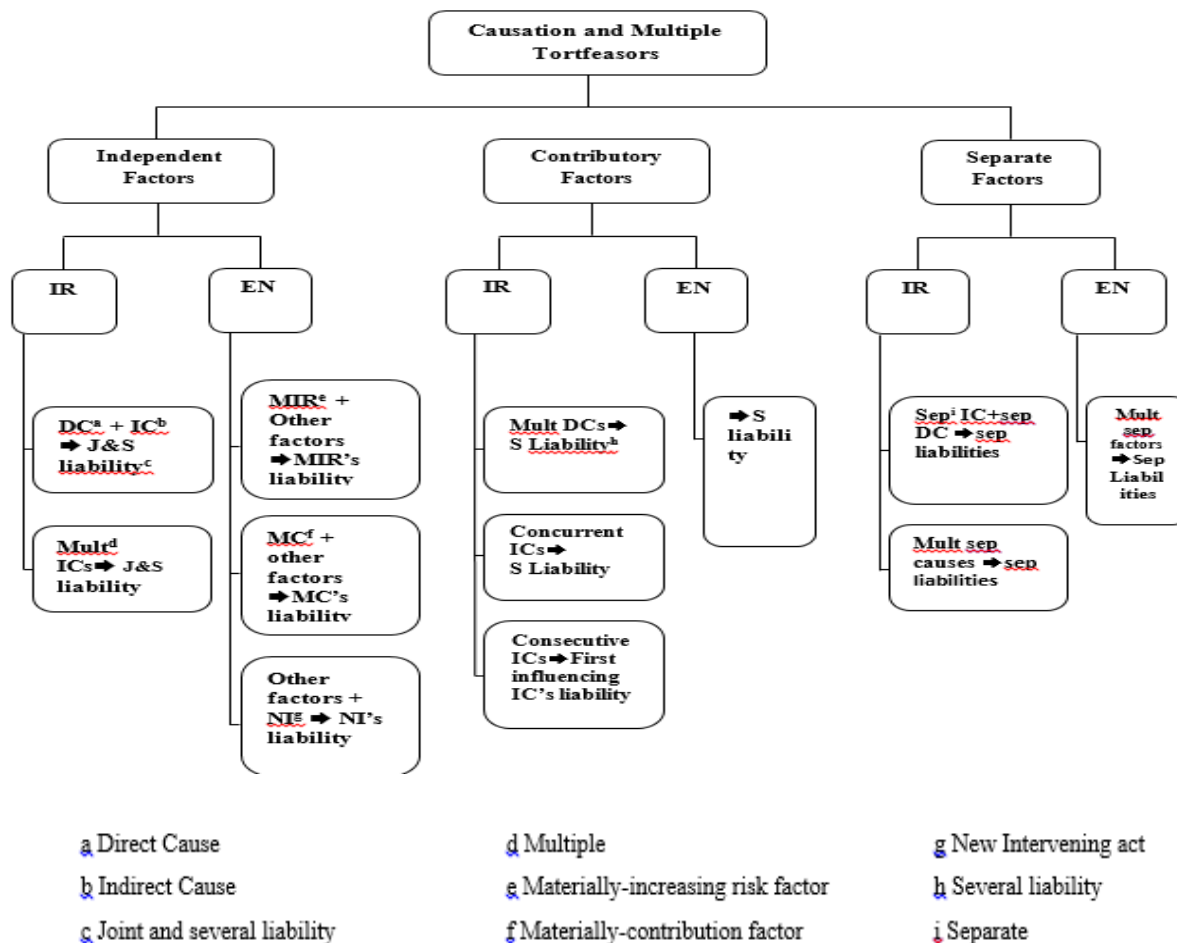 Causation and Multiple
Tortfeasors
Independent
Factors
Contributory
Factors
Separate
Factors
IR
EN
IR
EN
IR
EN
DCᵃ + ICᵇ
➔ J&S
liabilityᶜ
Multᵈ
ICs➔ J&S
liability
MIRᵉ +
Other
factors
➔MIR's
liability
MCᶠ +
other
factors
➔MC's
liability
Other
factors +
NIᵍ ➔ NI's
liability
Mult DCs➔
S Liabilityʰ
Concurrent
ICs➔
S Liability
Consecutive
ICs➔First
influencing
IC's liability
➔S
liabili
ty
Sepⁱ IC+sep
DC ➔sep
liabilities
Mult sep
causes ➔sep
liabilities
Mult
sep
factors
➔Sep
Liabil
ities
a Direct Cause
b Indirect Cause
c Joint and several liability
d Multiple
e Materially-increasing risk factor
f Materially-contribution factor
g New Intervening act
h Several liability
i Separate